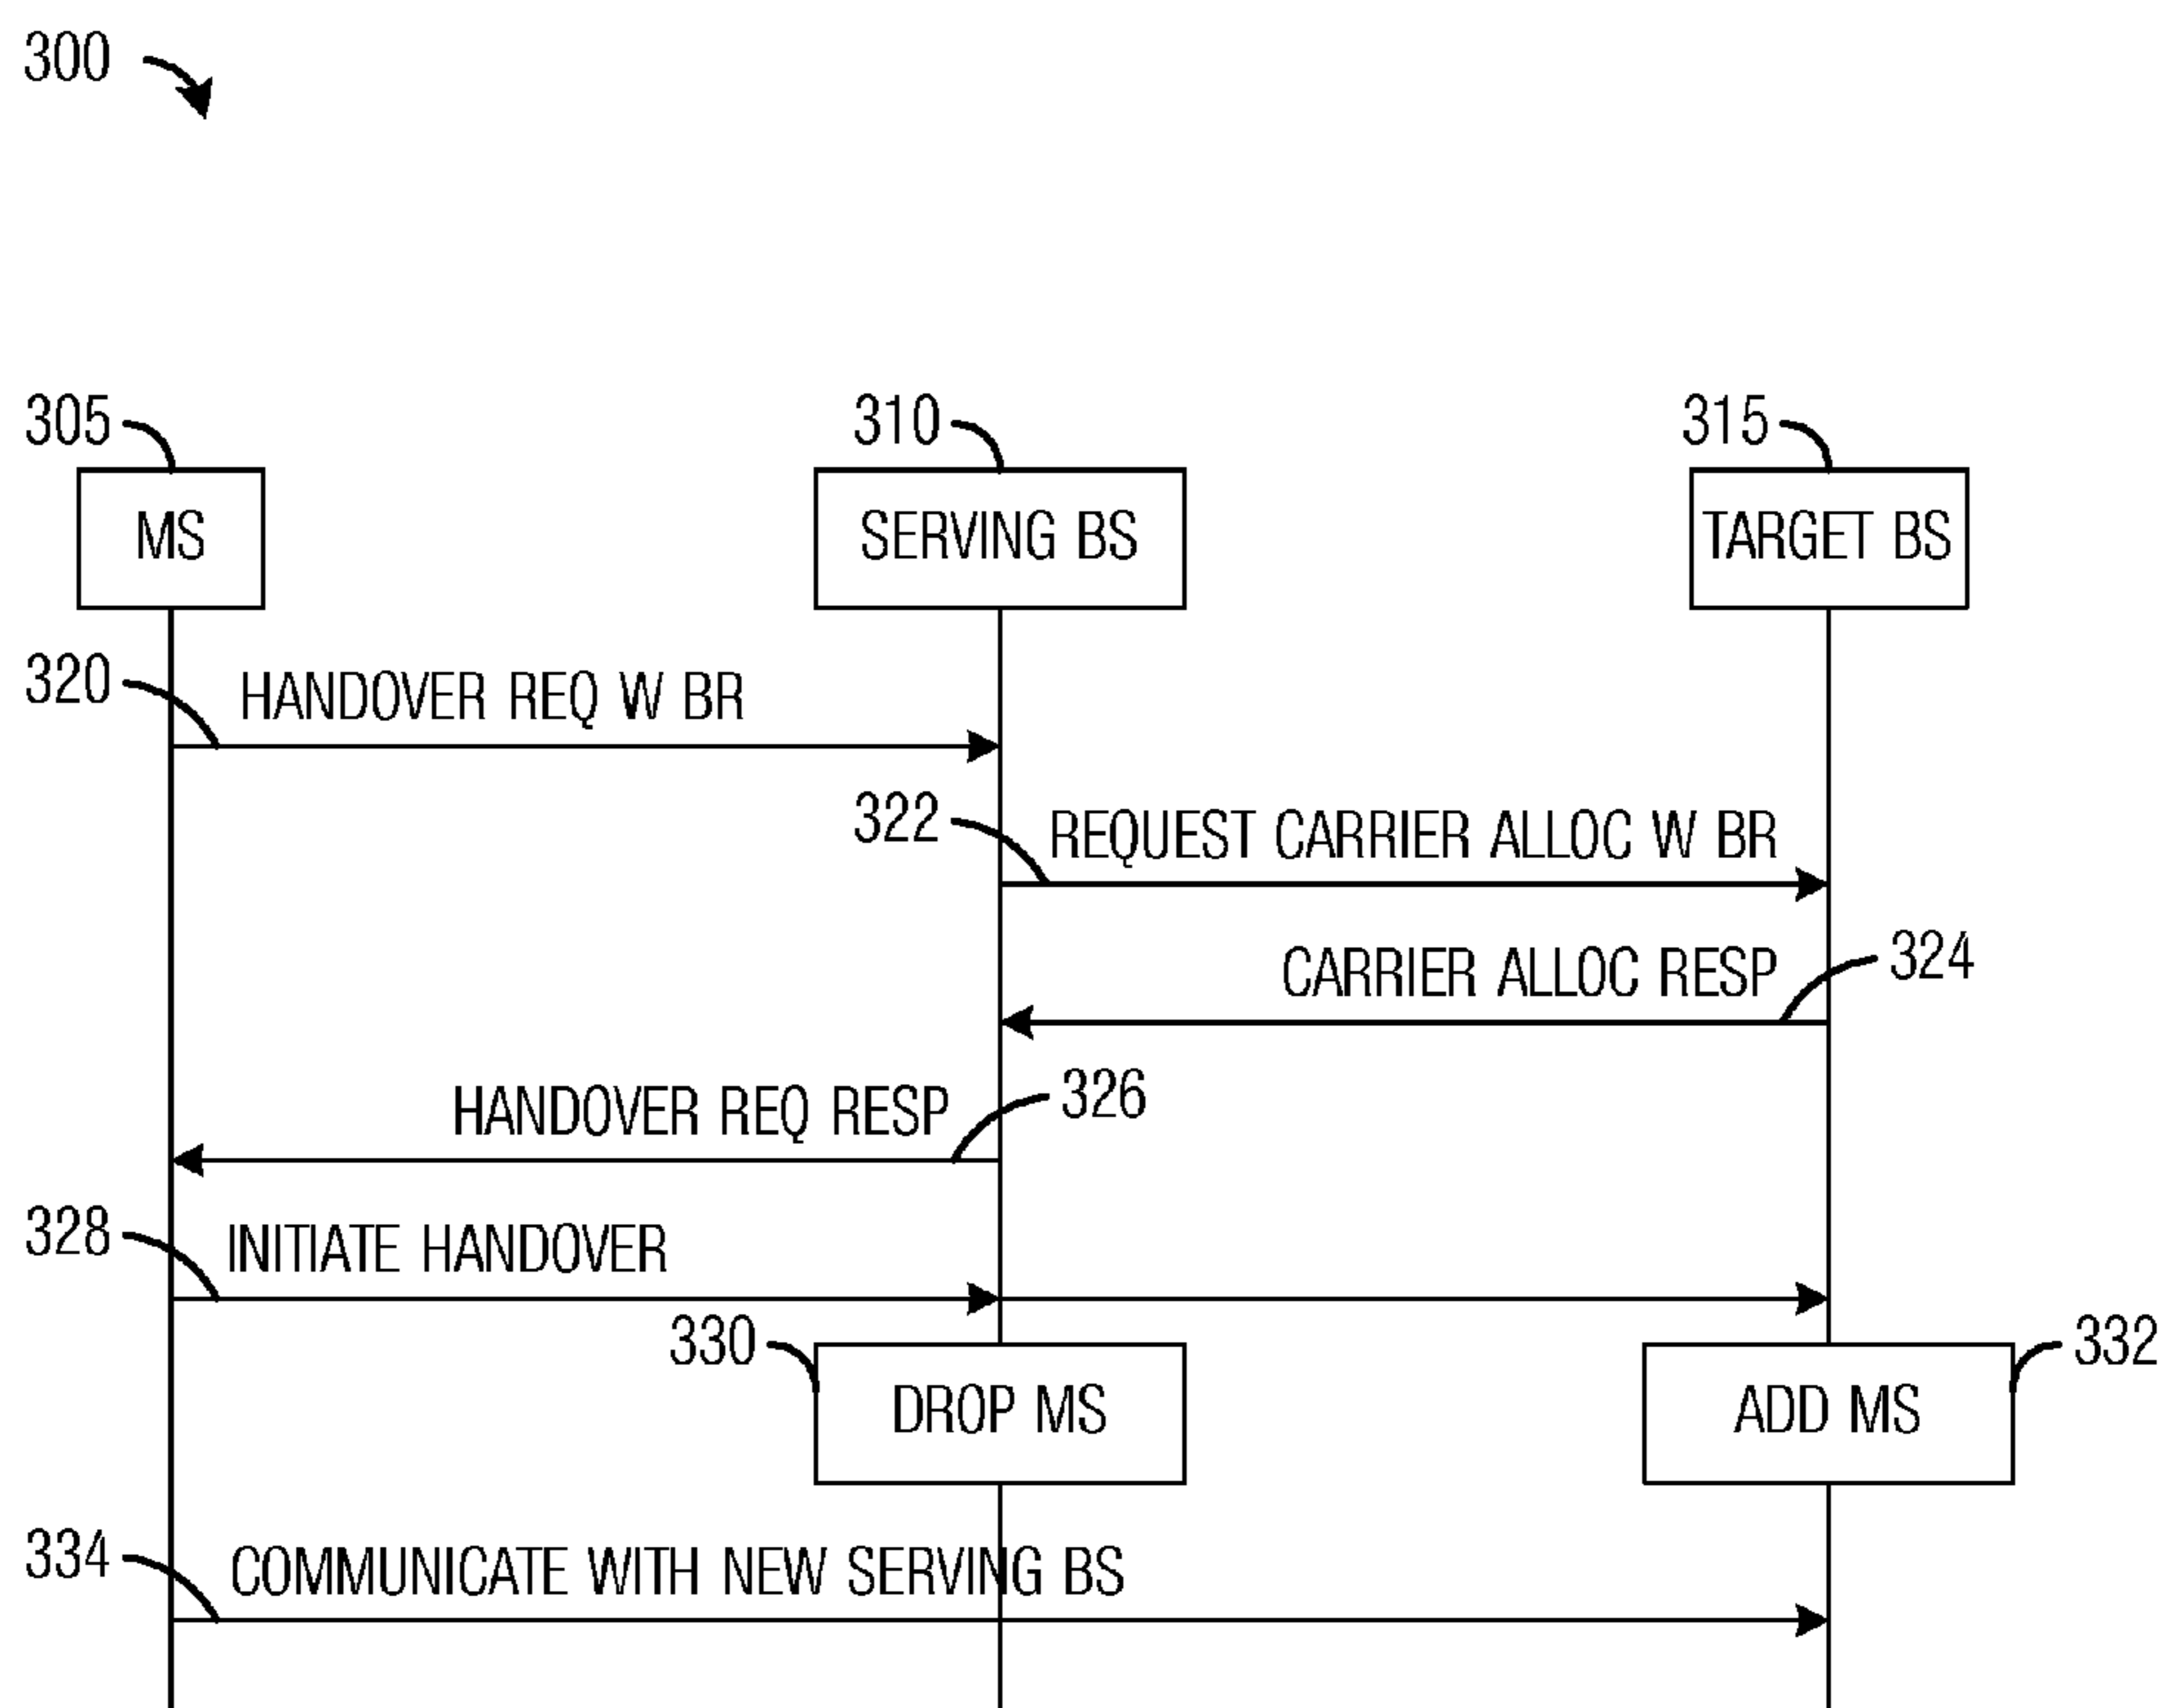 300
305
310
315
MS
SERVING BS
TARGET BS
320
HANDOVER REQ W BR
322
REQUEST CARRIER ALLOC W BR
CARRIER ALLOC RESP
324
HANDOVER REQ RESP
326
328
INITIATE HANDOVER
330
DROP MS
ADD MS
332
334
COMMUNICATE WITH NEW SERVING BS